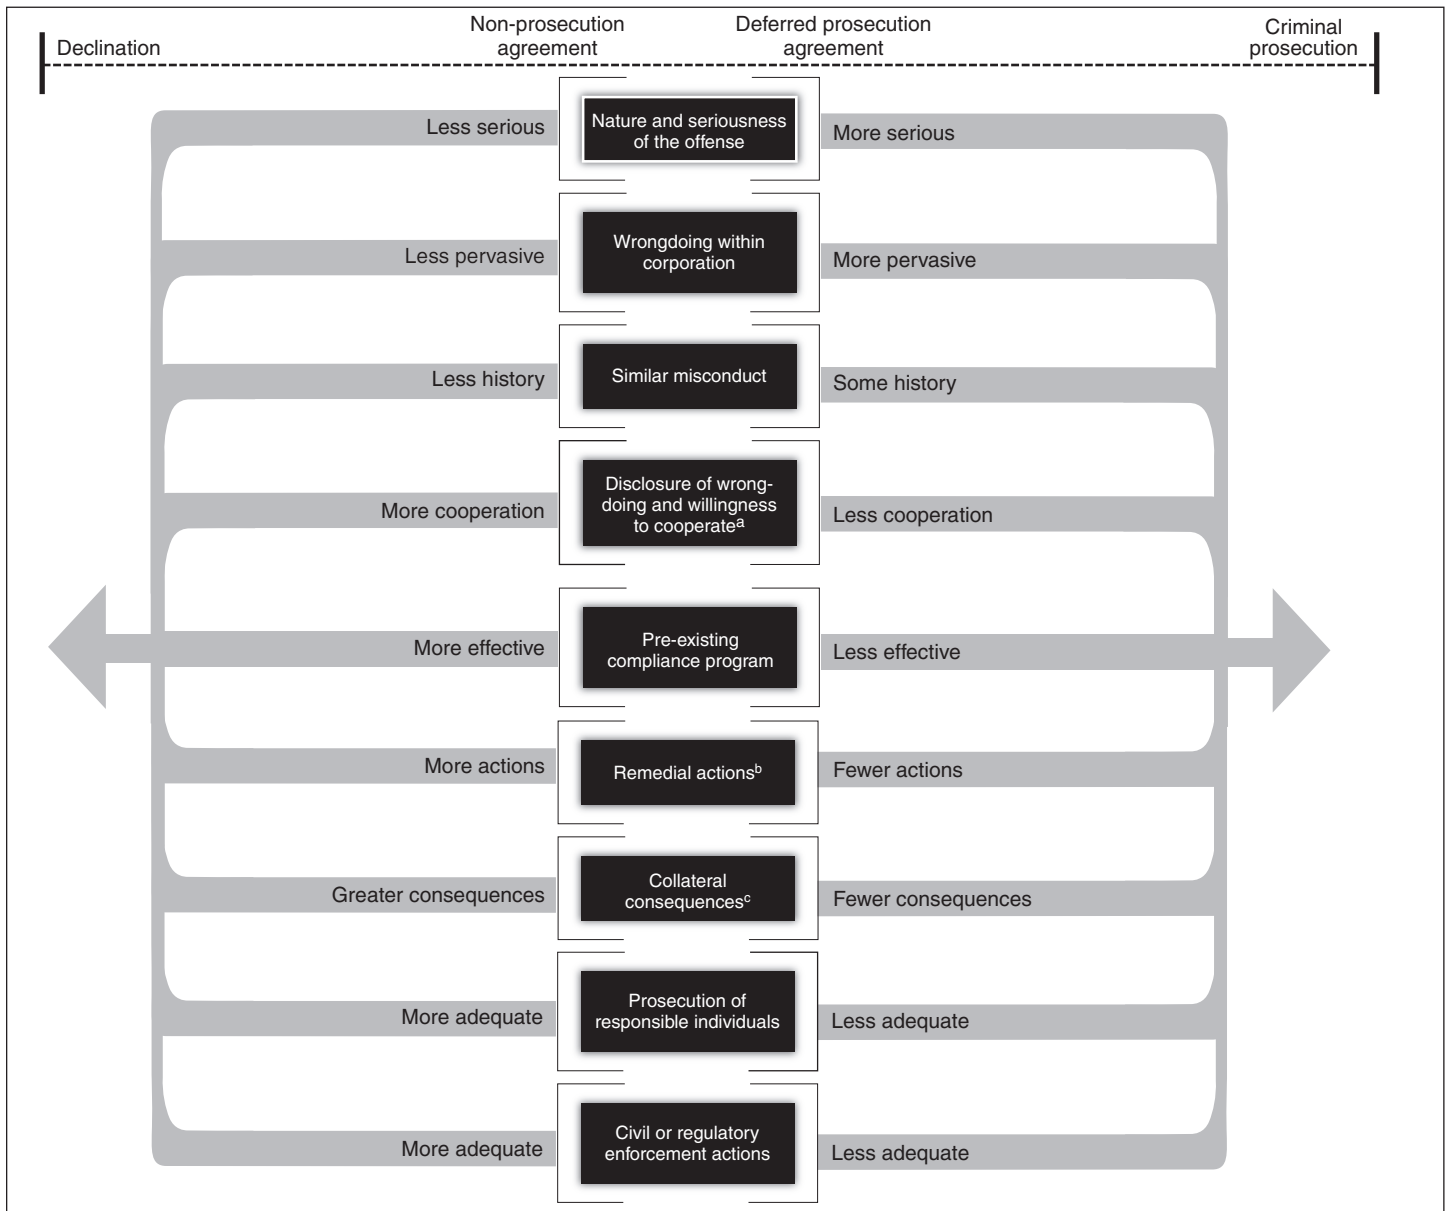 Declination
Non-prosecution
agreement
Deferred prosecution
agreement
Criminal
prosecution
Less serious
Nature and seriousness
of the offense
More serious
Less pervasive
Wrongdoing within
corporation
More pervasive
Less history
Similar misconduct
Some history
More cooperation
Disclosure of wrong-
doing and willingness
to cooperatea
Less cooperation
More effective
Pre-existing
compliance program
Less effective
More actions
Remedial actionsb
Fewer actions
Greater consequences
Collateral
consequencesc
Fewer consequences
More adequate
Prosecution of
responsible individuals
Less adequate
More adequate
Civil or regulatory
enforcement actions
Less adequate